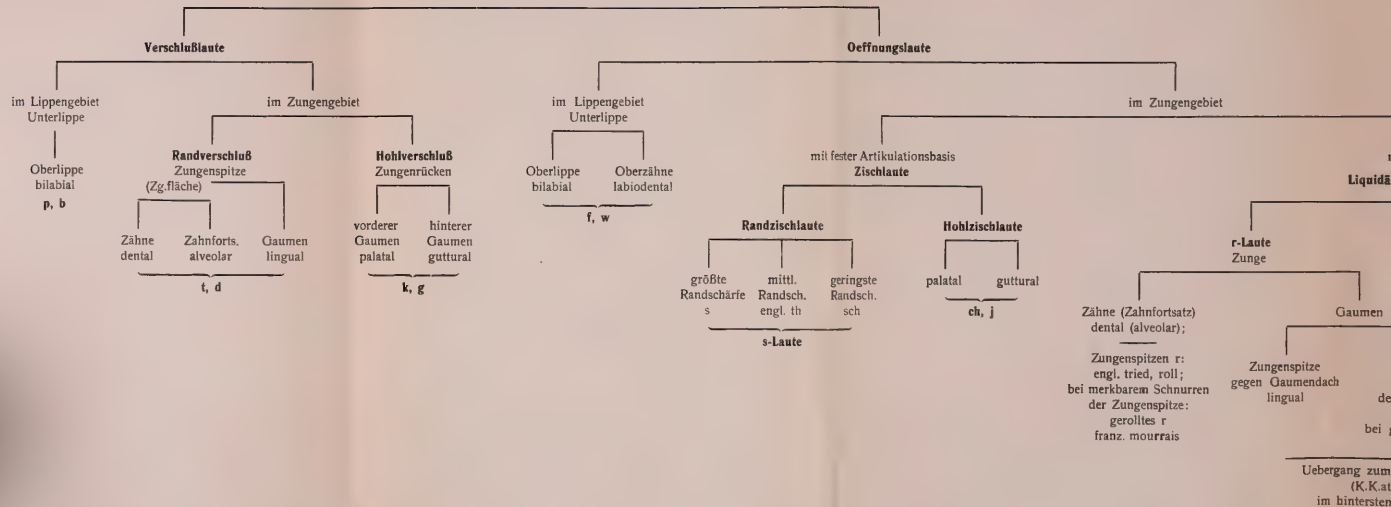 Verschlußlaute
Oeffnungslaute
im Lippengebiet
Unterlippe
im Zungengebiet
im Lippengebiet
Unterlippe
im Zungengebiet
Oberlippe
bilabial
p, b
Randverschluß
Zungenspitze
(Zg.fläche)
Hohlverschluß
Zungenrücken
Zähne
dental
Zahnforts.
alveolar
Gaumen
lingual
t, d
vorderer
Gaumen
palatal
hinterer
Gaumen
guttural
k, g
Oberlippe
bilabial
Oberzähne
labiodental
f, w
mit fester Artikulationsbasis
Zischlaute
Randzischlaute
Hohlzischlaute
größte
Randschärfe
s
mittl.
Randsch.
engl. th
geringste
Randsch.
sch
s-Laute
palatal
guttural
ch, j
Liquidä
r-Laute
Zunge
Zähne (Zahnfortsatz)
dental (alveolar);
Zungenspitzen r:
engl. tried, roll;
bei merkbarem Schnurren
der Zungenspitze:
gerolltes r
franz. mourrais
Gaumen
Zungenspitze
gegen Gaumendach
lingual
de
bei g
Uebergang zum
(K.K.at
im hintersten